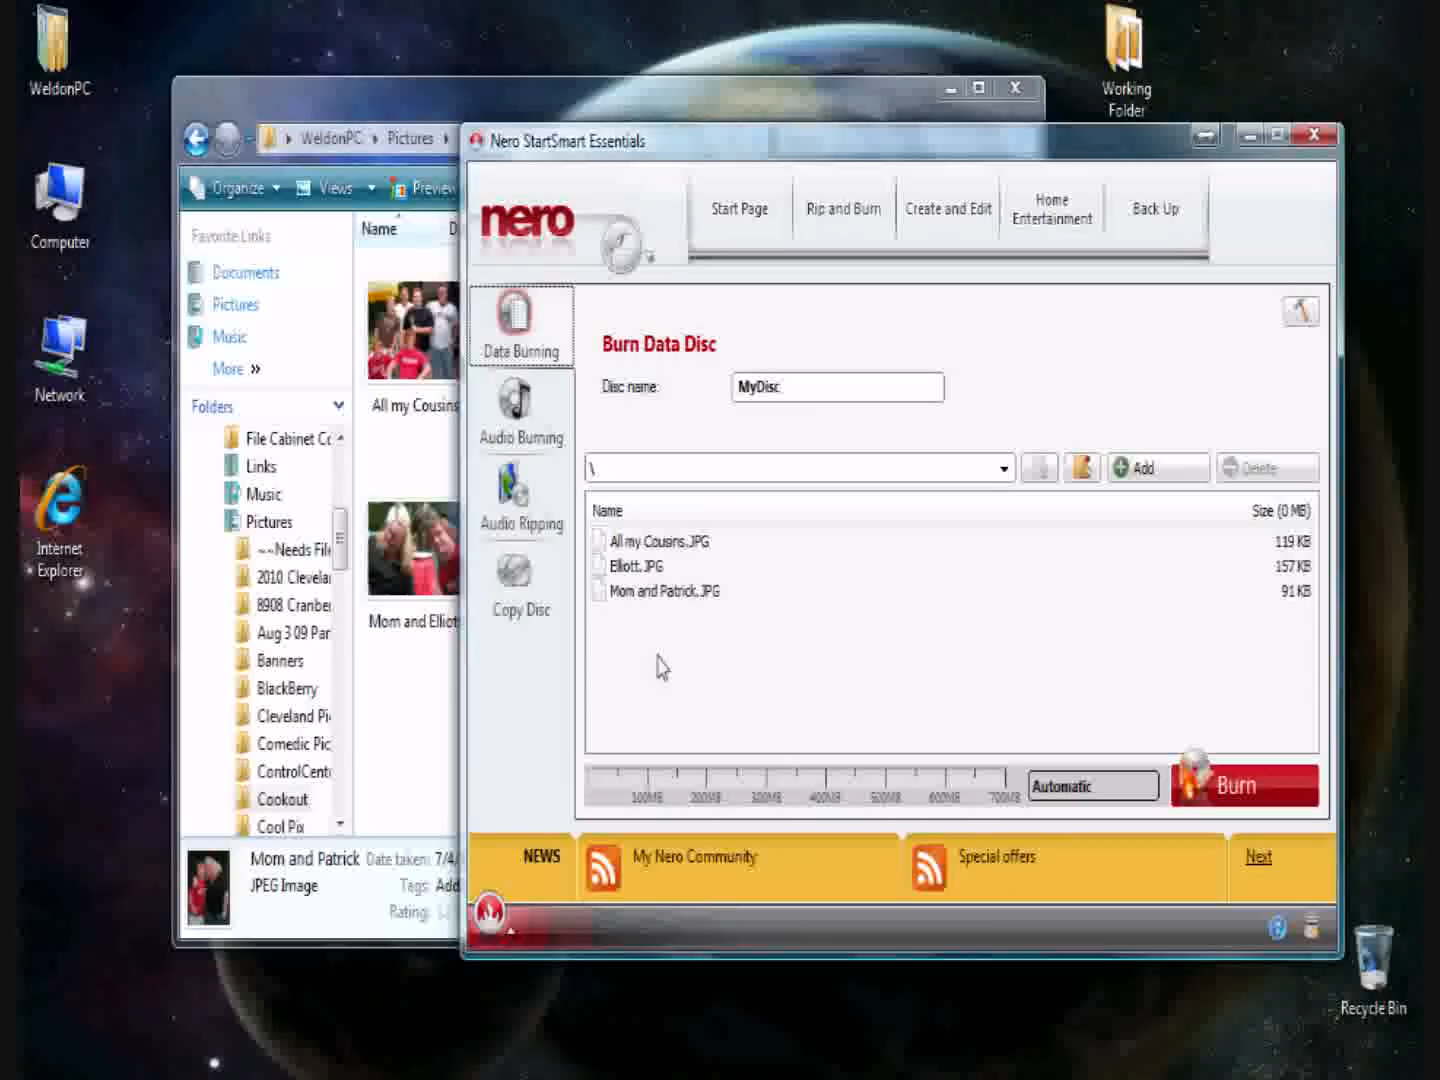 WeldonPC
Computer
Network
Internet
Explorer
Working
Folder
Recycle Bin
WeldonPC
Pictures
Organize
Views
Preview
Favorite Links
Documents
Pictures
Music
More »
Folders
File Cabinet Co
Links
Music
Pictures
~~Needs File
2010 Clevela
8908 Cranber
Aug 3 09 Par
Banners
BlackBerry
Cleveland Pi
Comedic Pic
ControlCent
Cookout
Cool Pix
Name
D
All my Cousins
Mom and Elliot
Mom and Patrick Date taken: 7/4/
JPEG Image Tags: Add
Rating:
Nero StartSmart Essentials
nero
Start Page
Rip and Burn
Create and Edit
Home
Entertainment
Back Up
Data Burning
Audio Burning
Audio Ripping
Copy Disc
Burn Data Disc
Disc name: MyDisc
\
Add
Delete
Name Size (0 MB)
All my Cousins.JPG 119 KB
Elliott.JPG 157 KB
Mom and Patrick.JPG 91 KB
100MB 200MB 300MB 400MB 500MB 600MB 700MB
Automatic
Burn
NEWS
My Nero Community
Special offers
Next